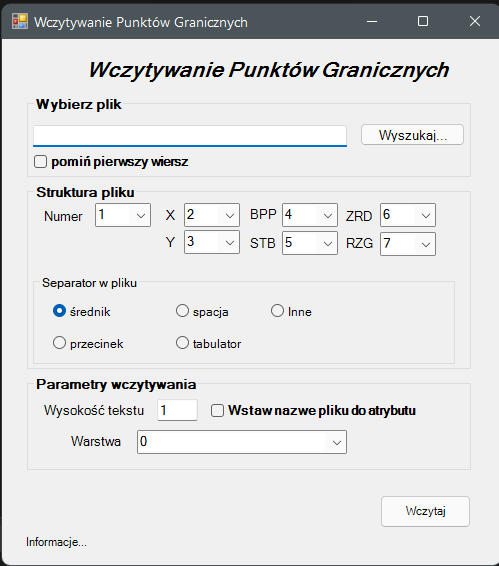 Wczytywanie Punktów Granicznych
Wczytywanie Punktów Granicznych
Wybierz plik
Wyszukaj...
pomiń pierwszy wiersz
Struktura pliku
Numer 1 X 2 BPP 4 ZRD 6
Y 3 STB 5 RZG 7
Separator w pliku
średnik spacja Inne
przecinek tabulator
Parametry wczytywania
Wysokość tekstu 1 Wstaw nazwe pliku do atrybutu
Warstwa 0
Wczytaj
Informacje...